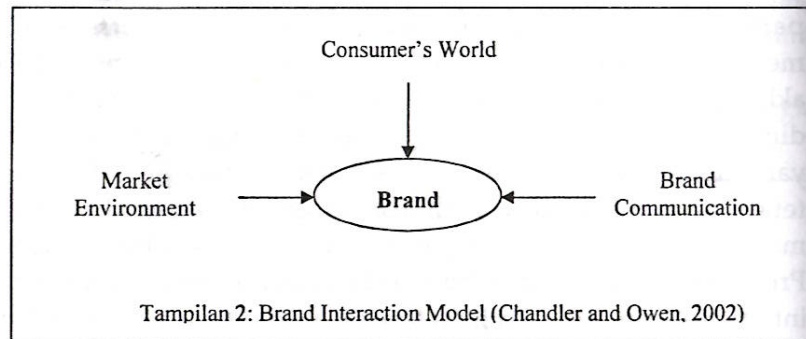 Consumer's World
Market
Environment
Brand
Brand
Communication
Tampilan 2: Brand Interaction Model (Chandler and Owen, 2002)